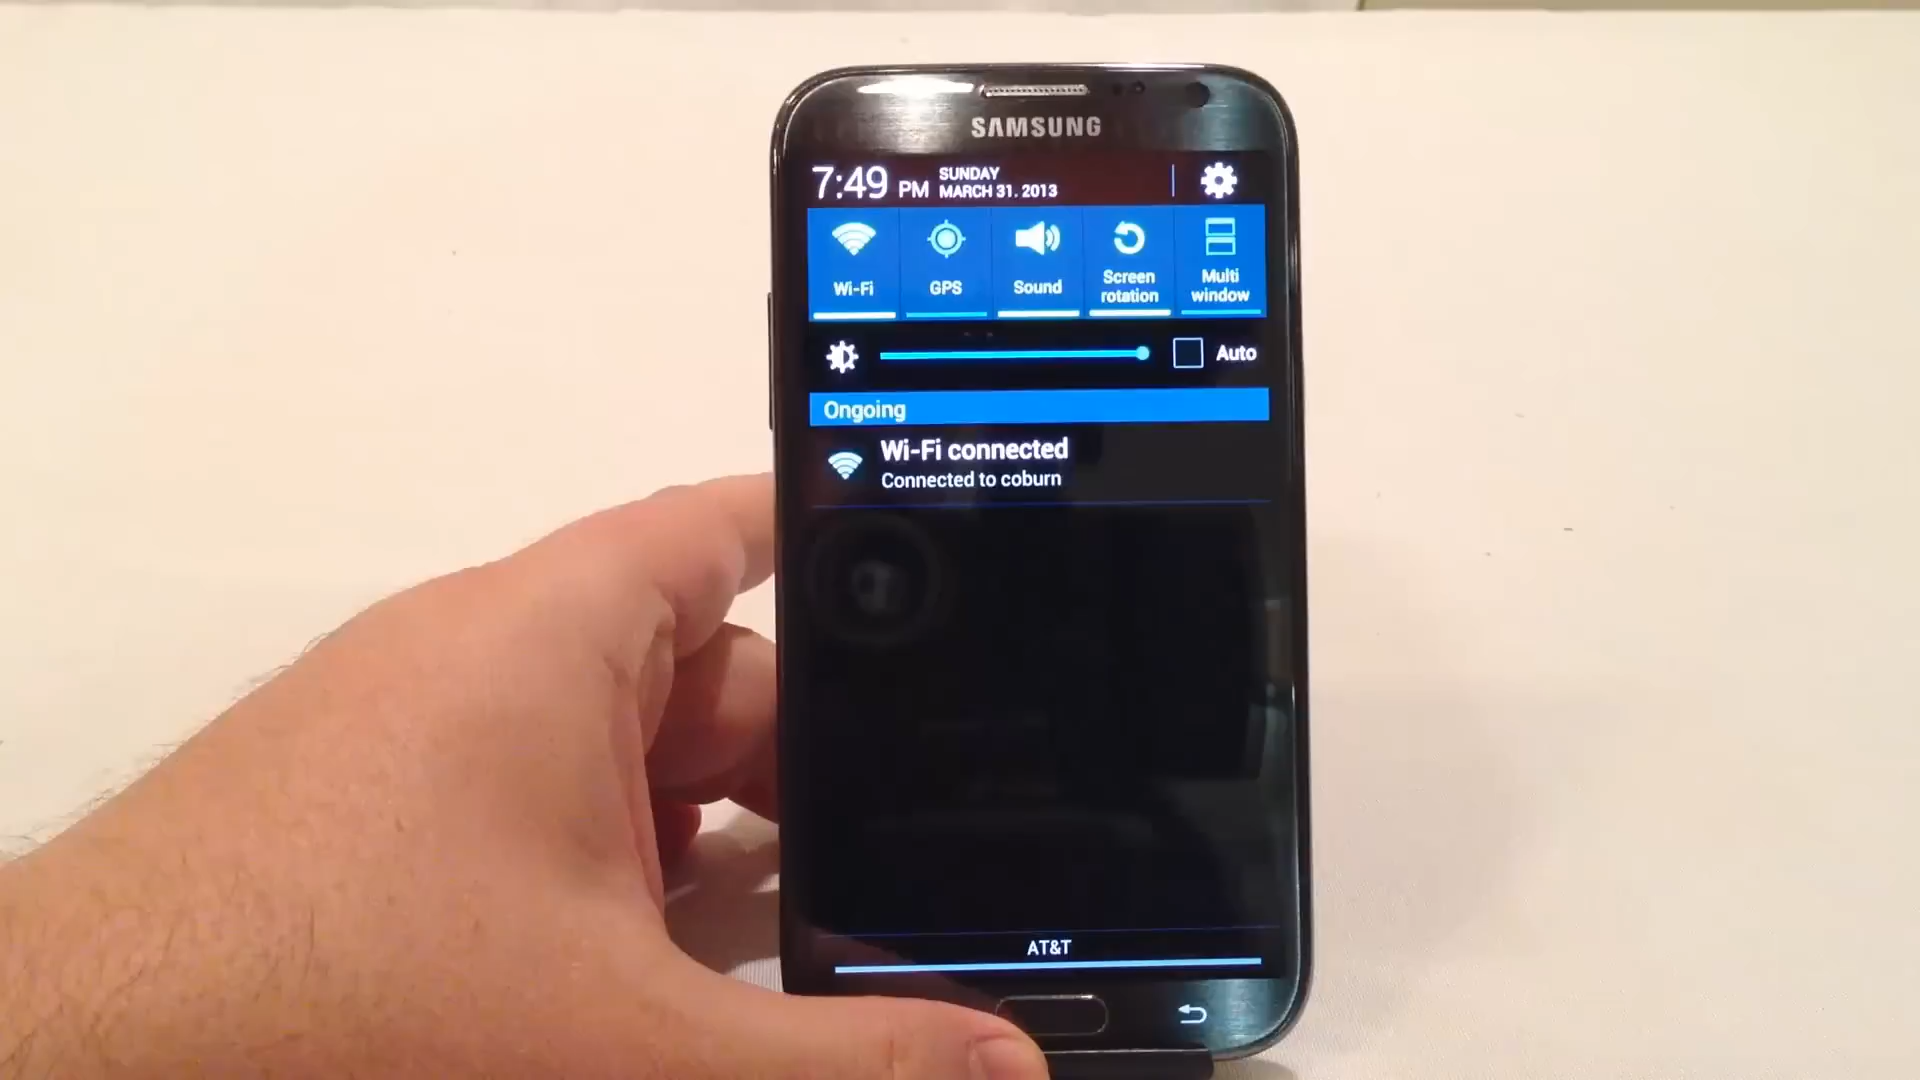 SAMSUNG
7:49 PM
SUNDAY
MARCH 31, 2013
Wi-Fi
GPS
Sound
Screen
rotation
Multi
window
Auto
Ongoing
Wi-Fi connected
Connected to coburn
AT&T